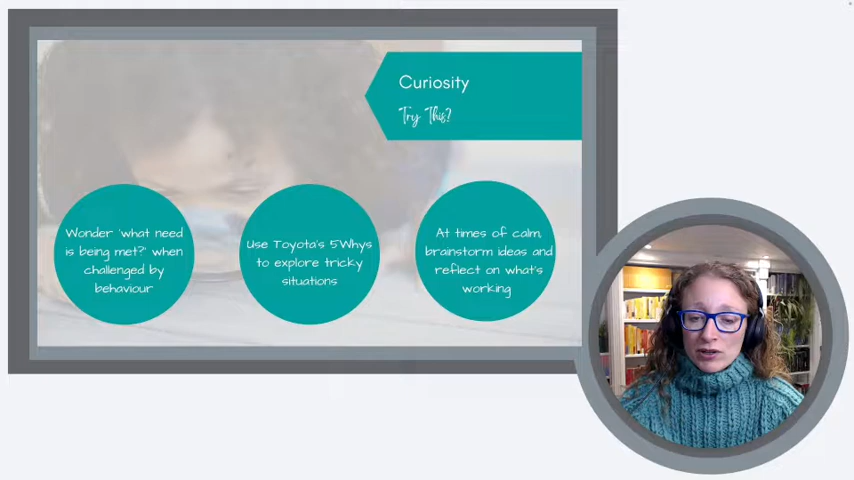 Curiosity
Try This?
Wonder 'what need
is being met?' when
challenged by
behaviour
Use Toyota's 5Whys
to explore tricky
situations
At times of calm,
brainstorm ideas and
reflect on what's
working